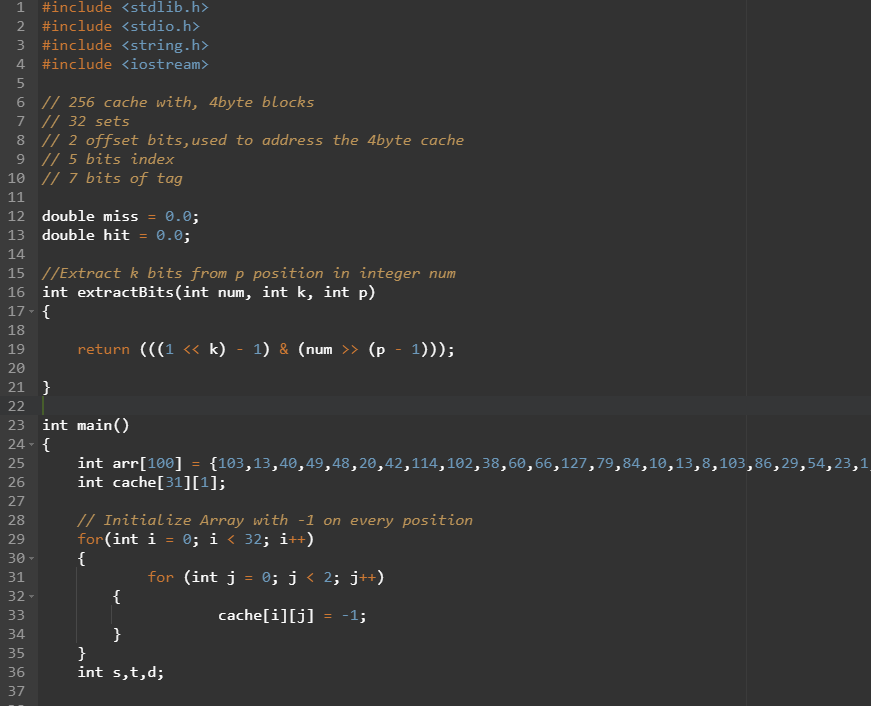 1 #include <stdlib.h>
2 #include <stdio.h>
3 #include <string.h>
4 #include <iostream>
5
6 // 256 cache with, 4byte blocks
7 // 32 sets
8 // 2 offset bits,used to address the 4byte cache
9 // 5 bits index
10 // 7 bits of tag
11
12 double miss = 0.0;
13 double hit = 0.0;
14
15 //Extract k bits from p position in integer num
16 int extractBits(int num, int k, int p)
17 {
18
19     return (((1 << k) - 1) & (num >> (p - 1)));
20
21 }
22
23 int main()
24 {
25     int arr[100] = {103,13,40,49,48,20,42,114,102,38,60,66,127,79,84,10,13,8,103,86,29,54,23,1
26     int cache[31][1];
27
28     // Initialize Array with -1 on every position
29     for(int i = 0; i < 32; i++)
30     {
31             for (int j = 0; j < 2; j++)
32         {
33                     cache[i][j] = -1;
34         }
35     }
36     int s,t,d;
37